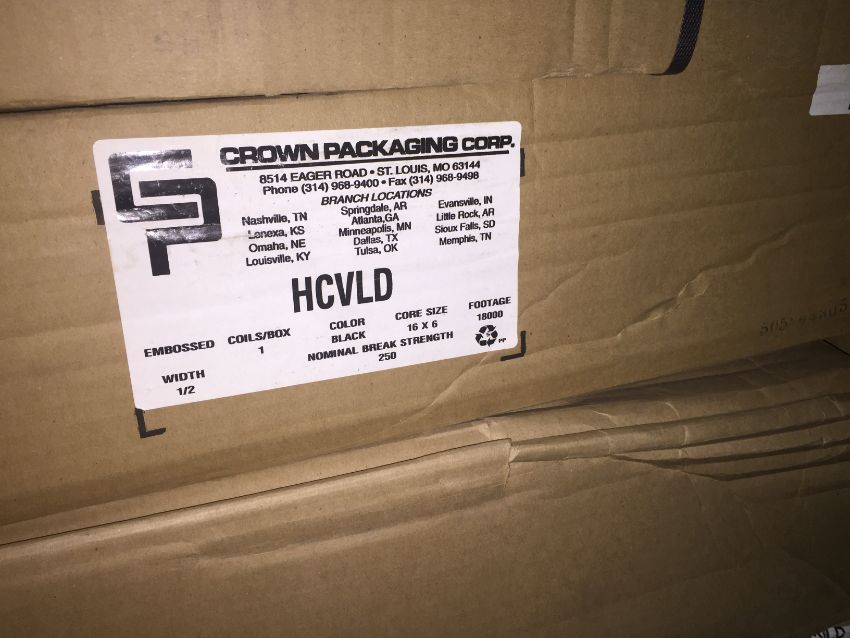 CP
CROWN PACKAGING CORP.
8514 EAGER ROAD • ST. LOUIS, MO 63144
Phone (314) 968-9400 • Fax (314) 968-9498
BRANCH LOCATIONS
Nashville, TN Springdale, AR Evansville, IN
Lenexa, KS Atlanta,GA Little Rock, AR
Omaha, NE Minneapolis, MN Sioux Falls, SD
Louisville, KY Dallas, TX Memphis, TN
Tulsa, OK
HCVLD
EMBOSSED COILS/BOX COLOR CORE SIZE FOOTAGE
1 BLACK 16 X 6 18000
WIDTH NOMINAL BREAK STRENGTH PP
1/2 250